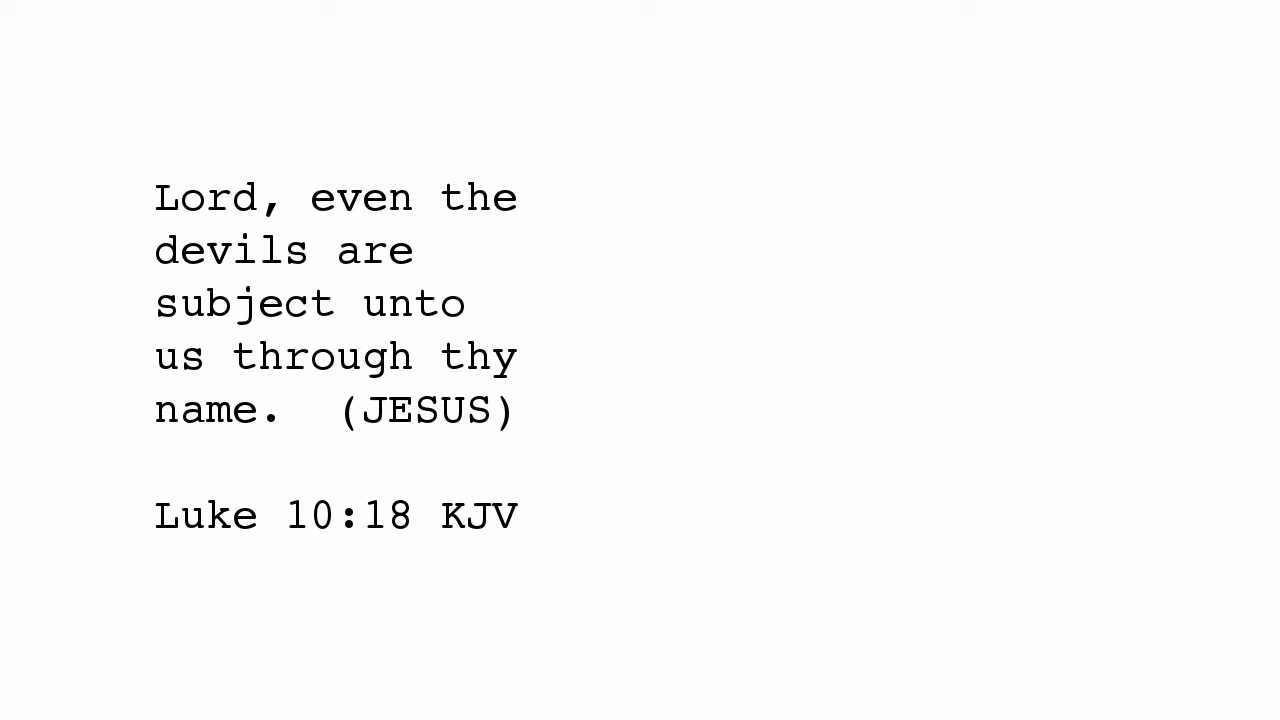 Lord, even the
devils are
subject unto
us through thy
name.  (JESUS)
Luke 10:18 KJV